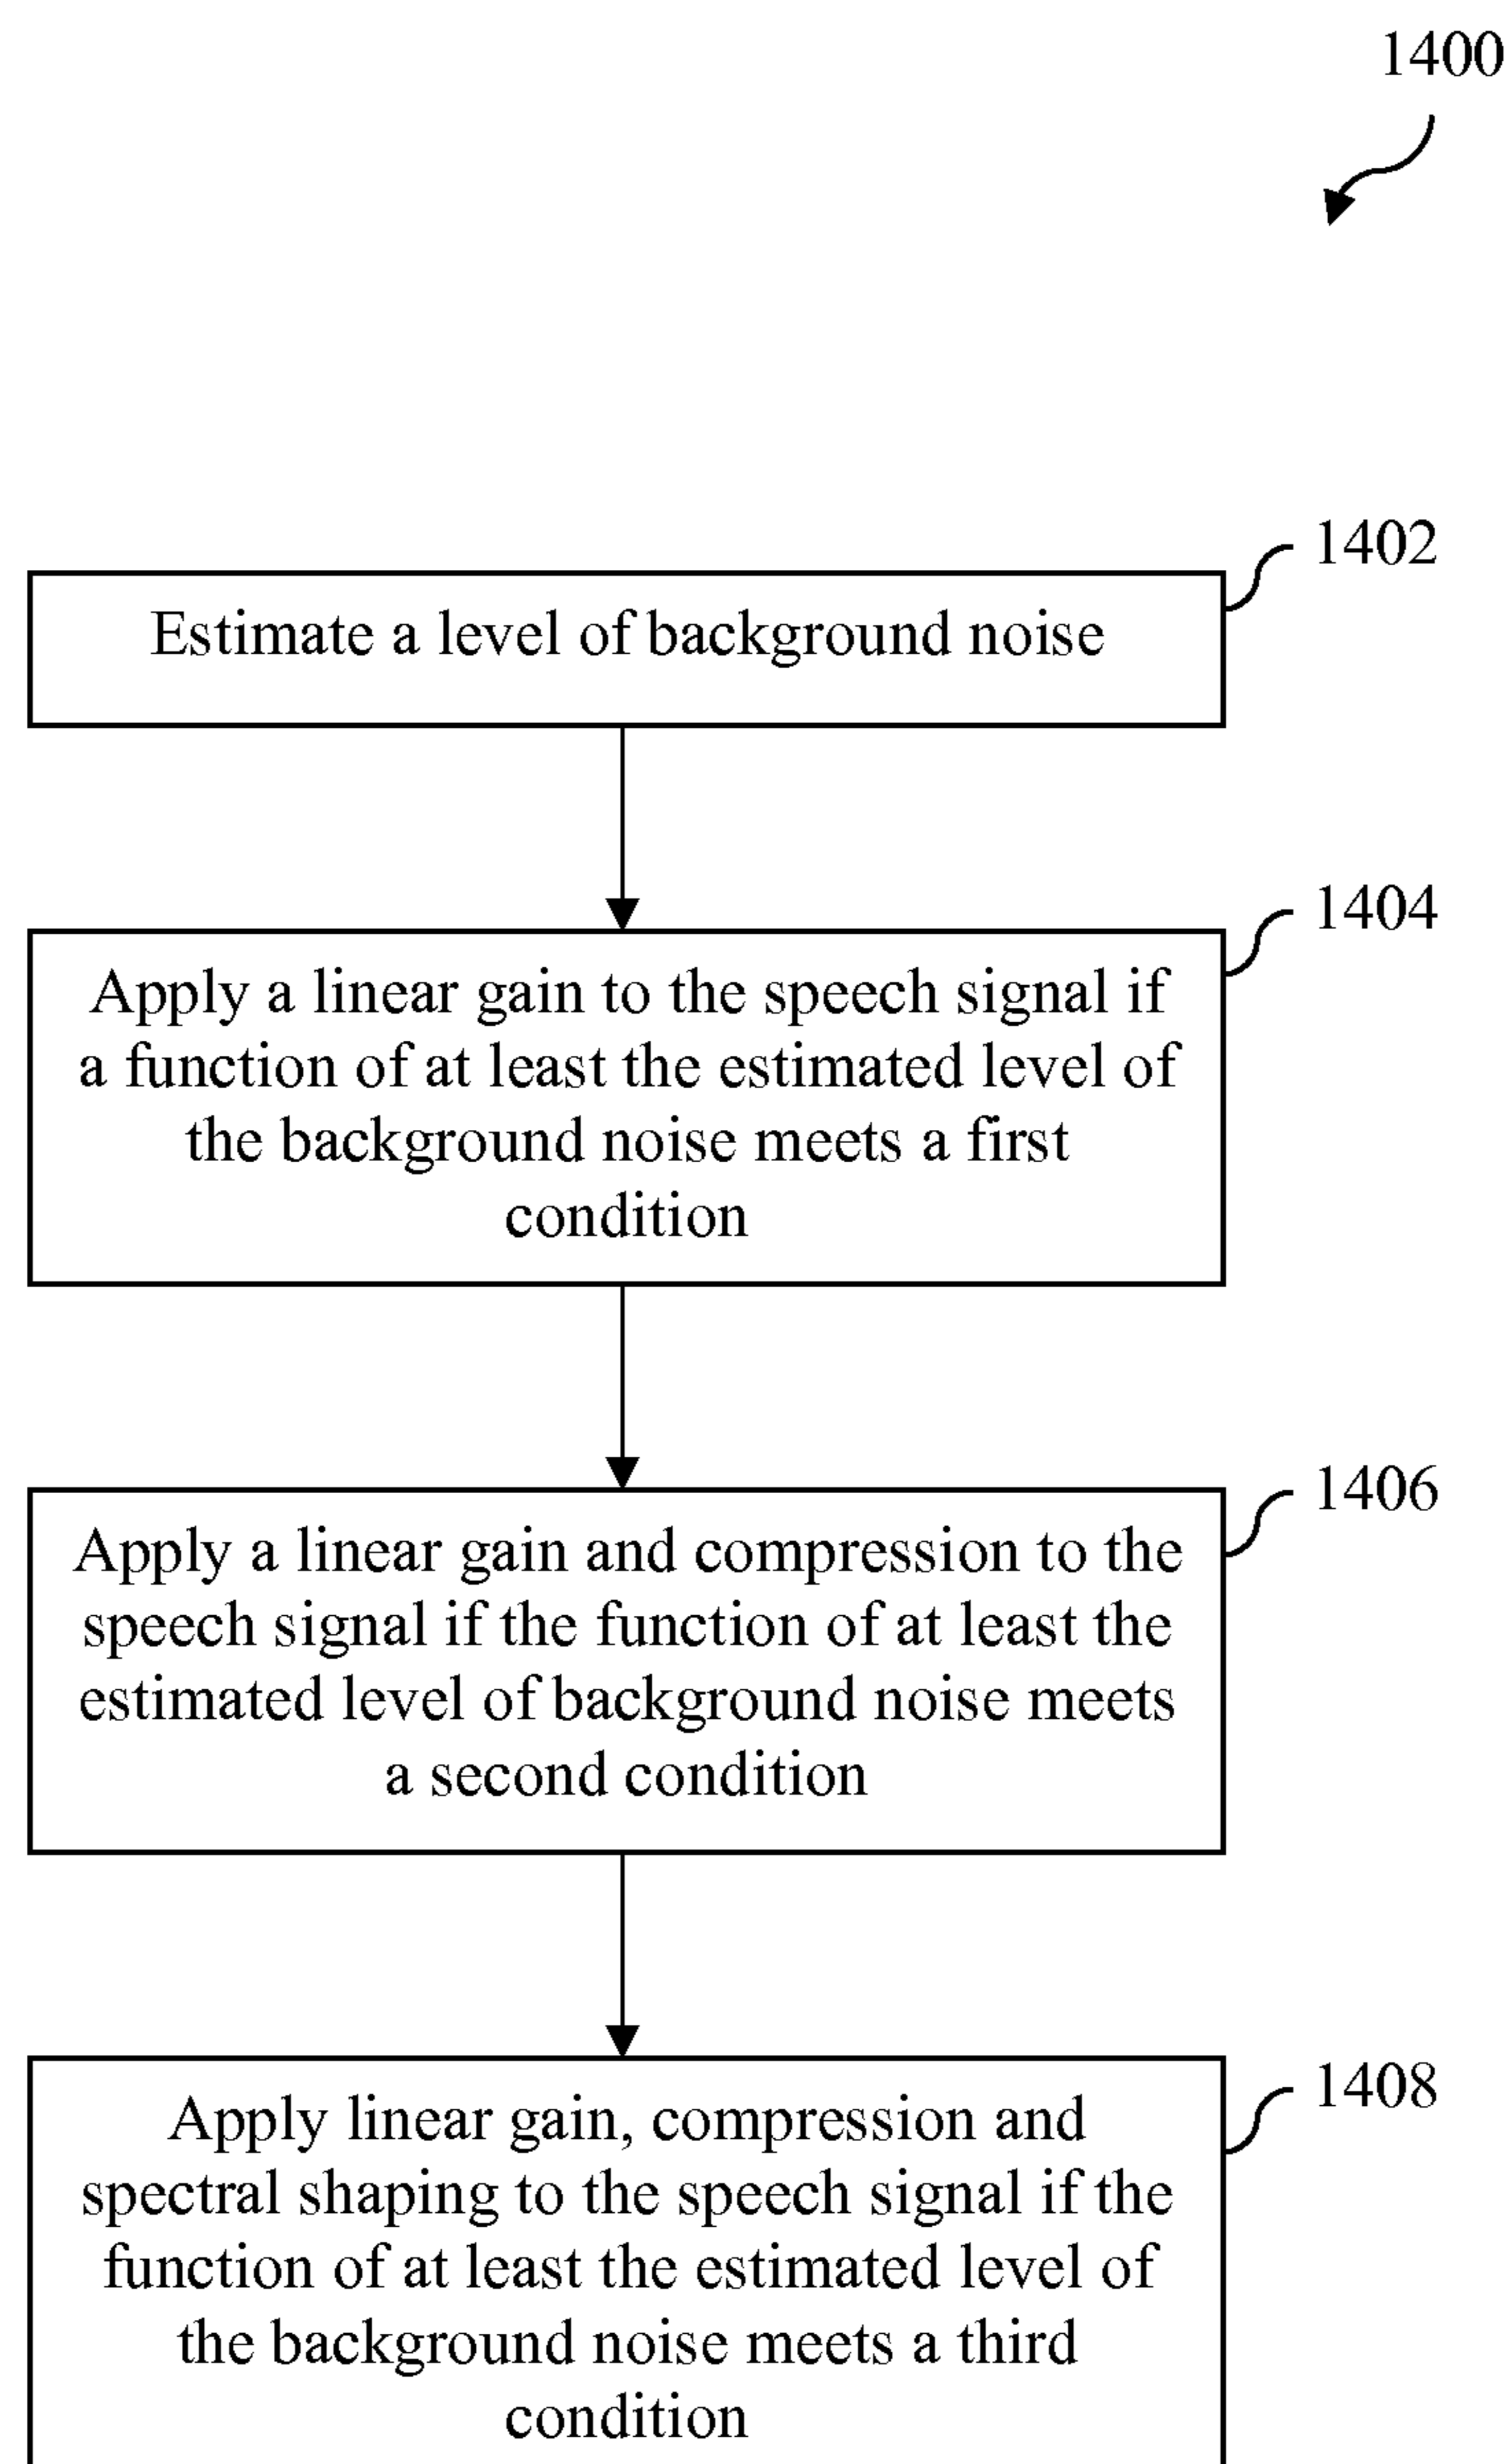 1400
1402
Estimate a level of background noise
1404
Apply a linear gain to the speech signal if
a function of at least the estimated level of
the background noise meets a first
condition
1406
Apply a linear gain and compression to the
speech signal if the function of at least the
estimated level of background noise meets
a second condition
1408
Apply linear gain, compression and
spectral shaping to the speech signal if the
function of at least the estimated level of
the background noise meets a third
condition